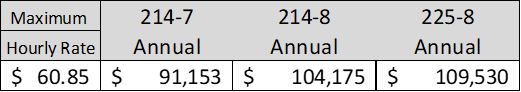 Maximum 214-7 214-8 225-8
Hourly Rate Annual Annual Annual
$ 60.85 $ 91,153 $ 104,175 $ 109,530